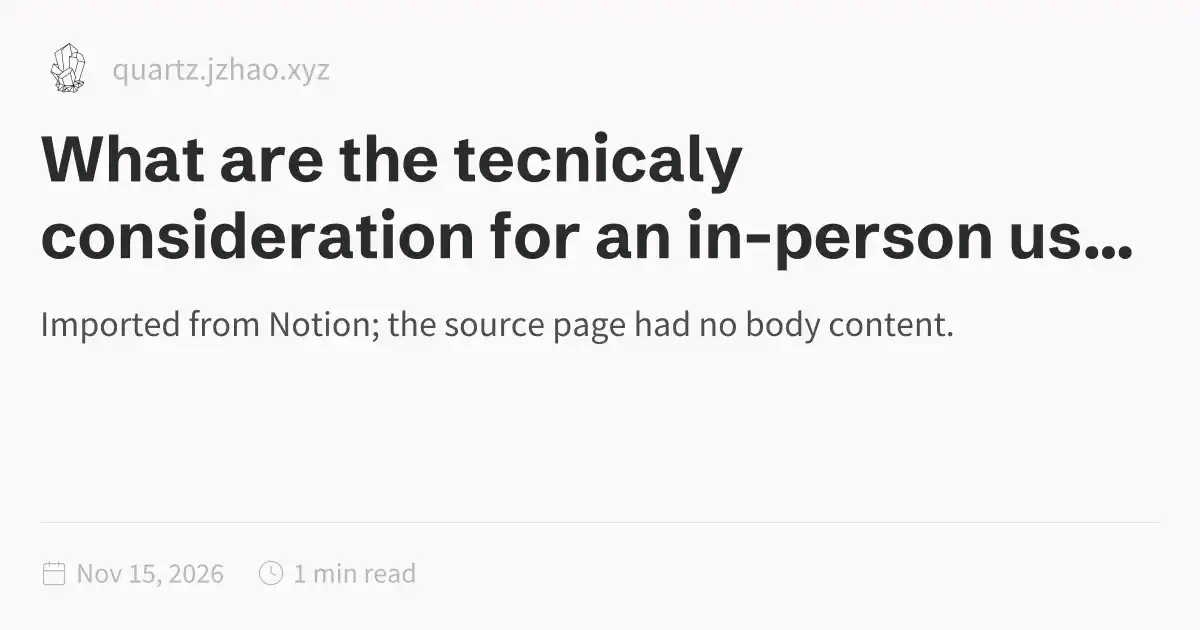 quartz.jzhao.xyz
What are the tecnicaly
consideration for an in-person us...
Imported from Notion; the source page had no body content.
Nov 15, 2026 1 min read